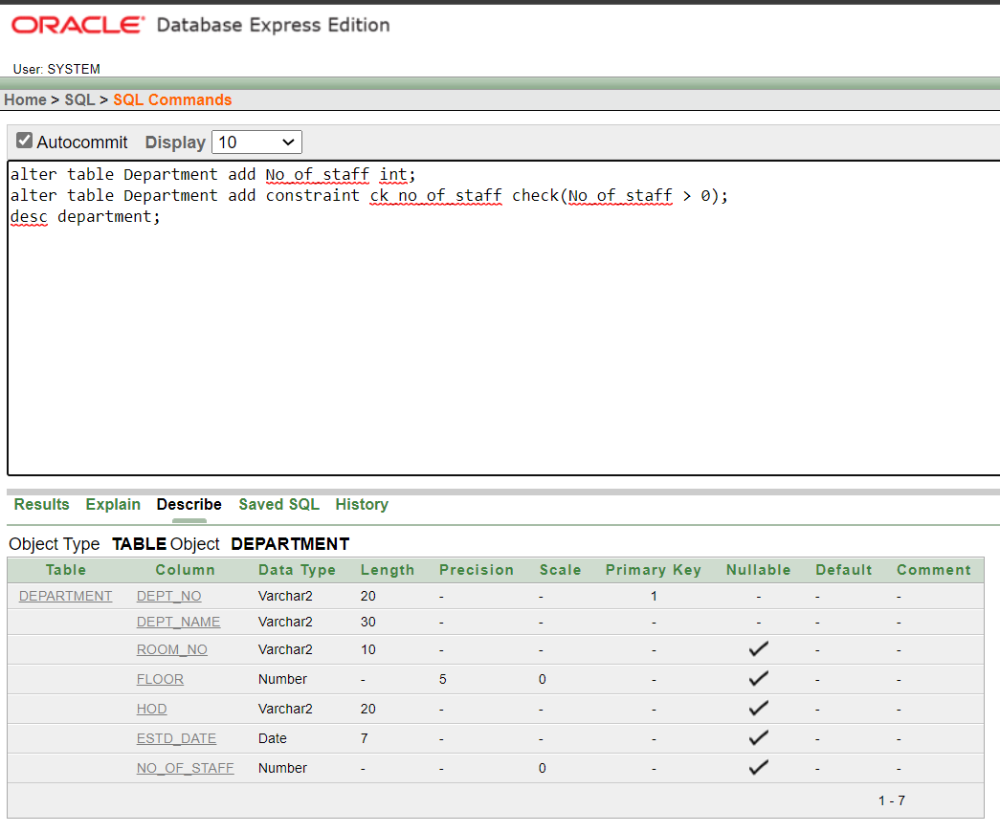 ORACLE Database Express Edition
User: SYSTEM
Home > SQL > SQL Commands
Autocommit Display 10
alter table Department add No_of_staff int;
alter table Department add constraint ck_no_of_staff check(No_of_staff > 0);
desc department;
Results Explain Describe Saved SQL History
Object Type TABLE Object DEPARTMENT
Table Column Data Type Length Precision Scale Primary Key Nullable Default Comment
DEPARTMENT DEPT_NO Varchar2 20 - - 1 - - -
DEPT_NAME Varchar2 30 - - - - - -
ROOM_NO Varchar2 10 - - - ✓ - -
FLOOR Number - 5 0 - ✓ - -
HOD Varchar2 20 - - - ✓ - -
ESTD_DATE Date 7 - - - ✓ - -
NO_OF_STAFF Number - - 0 - ✓ - -
1 - 7